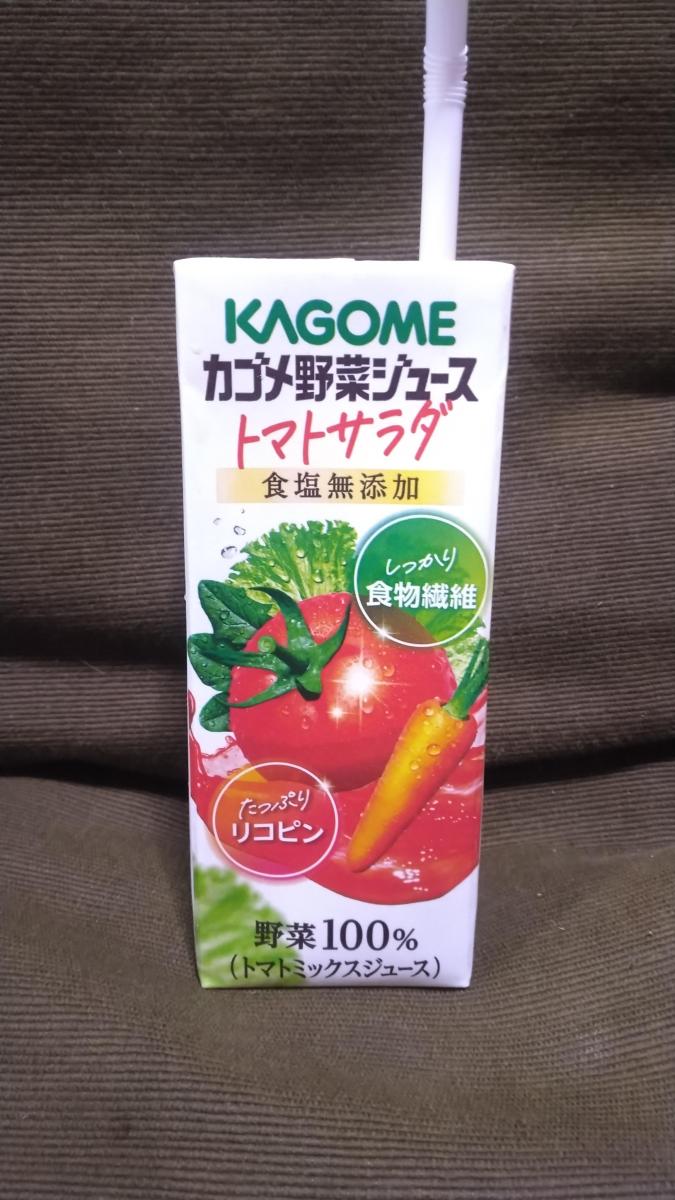 KAGOME
カゴメ野菜ジュース
トマトサラダ
食塩無添加
しっかり
食物繊維
たっぷり
リコピン
野菜100%
(トマトミックスジュース)